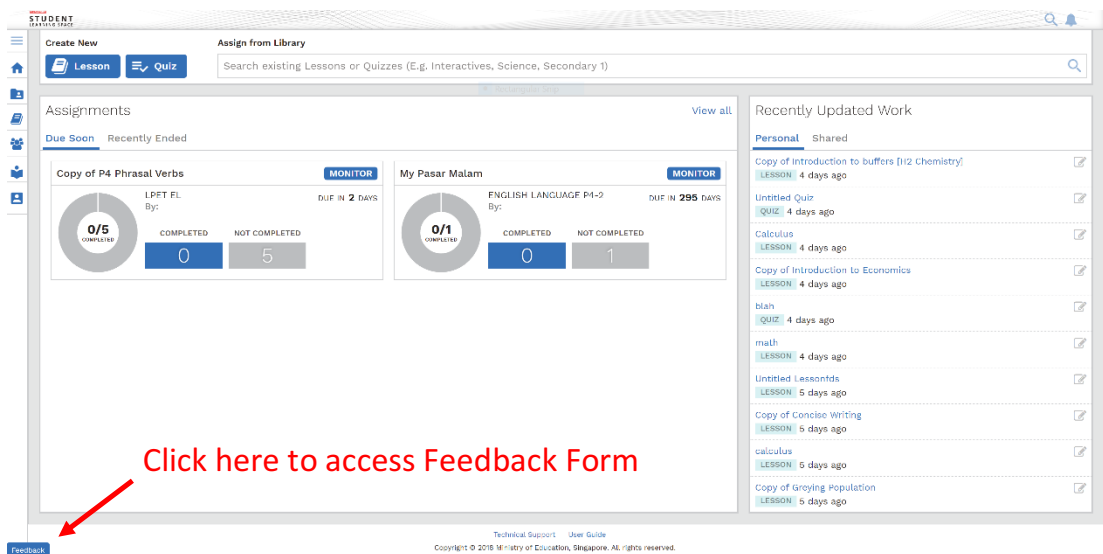 STUDENT
LEARNING SPACE
Create New
Assign from Library
Lesson
Quiz
Search existing Lessons or Quizzes (E.g. Interactives, Science, Secondary 1)
Assignments
View all
Due Soon
Recently Ended
Copy of P4 Phrasal Verbs
MONITOR
LPET EL
By:
DUE IN 2 DAYS
0/5
COMPLETED
COMPLETED
NOT COMPLETED
0
5
My Pasar Malam
MONITOR
ENGLISH LANGUAGE P4-2
By:
DUE IN 295 DAYS
0/1
COMPLETED
COMPLETED
NOT COMPLETED
0
1
Recently Updated Work
Personal
Shared
Copy of Introduction to buffers [H2 Chemistry]
LESSON 4 days ago
Untitled Quiz
QUIZ 4 days ago
Calculus
LESSON 4 days ago
Copy of Introduction to Economics
LESSON 4 days ago
blah
QUIZ 4 days ago
math
LESSON 4 days ago
Untitled Lessonfds
LESSON 5 days ago
Copy of Concise Writing
LESSON 5 days ago
calculus
LESSON 5 days ago
Copy of Greying Population
LESSON 5 days ago
Click here to access Feedback Form
Technical Support
User Guide
Copyright © 2018 Ministry of Education, Singapore. All rights reserved.
Feedback